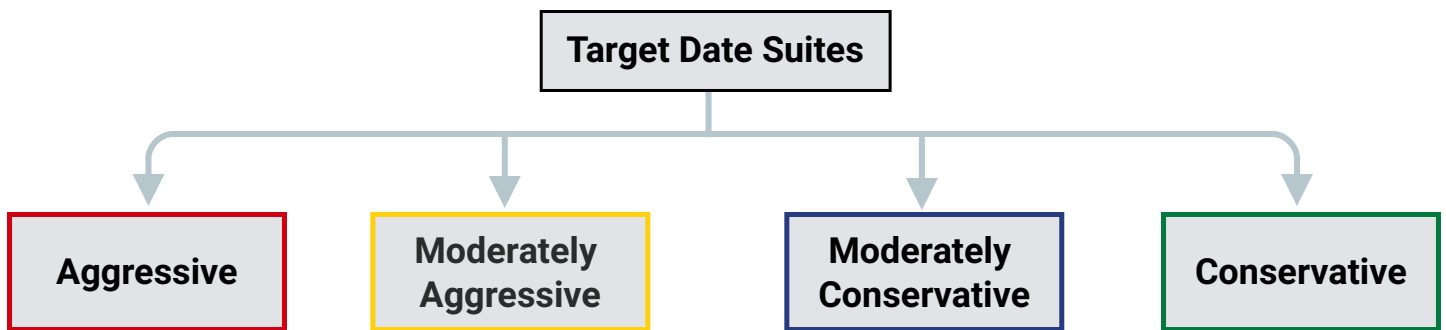 Target Date Suites
Aggressive
Moderately
Aggressive
Moderately
Conservative
Conservative